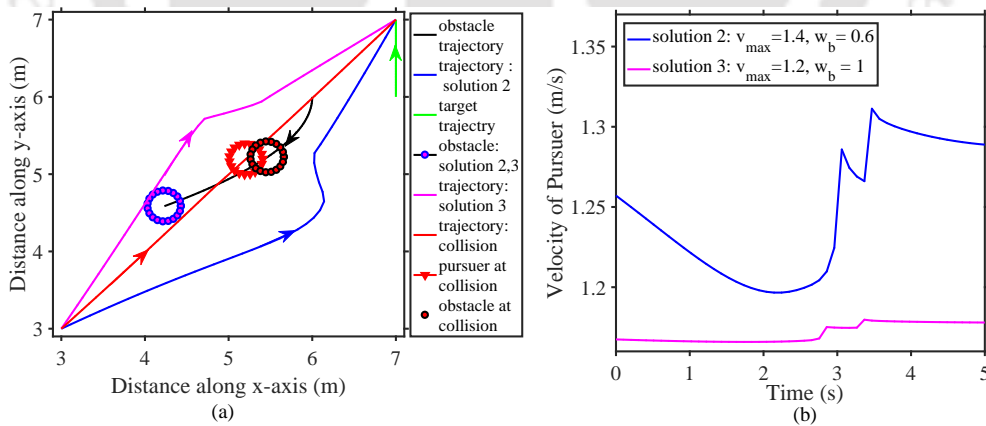 7
6
5
4
3
3
4
5
6
7
Distance along y-axis (m)
Distance along x-axis (m)
(a)
obstacle
trajectory
trajectory :
solution 2
target
trajectry
obstacle:
solution 2,3
trajectory:
solution 3
trajectory:
collision
pursuer at
collision
obstacle at
collision
1.35
1.3
1.25
1.2
0
1
2
3
4
5
Velocity of Pursuer (m/s)
Time (s)
(b)
solution 2: v_max=1.4, w_b= 0.6
solution 3: v_max=1.2, w_b = 1